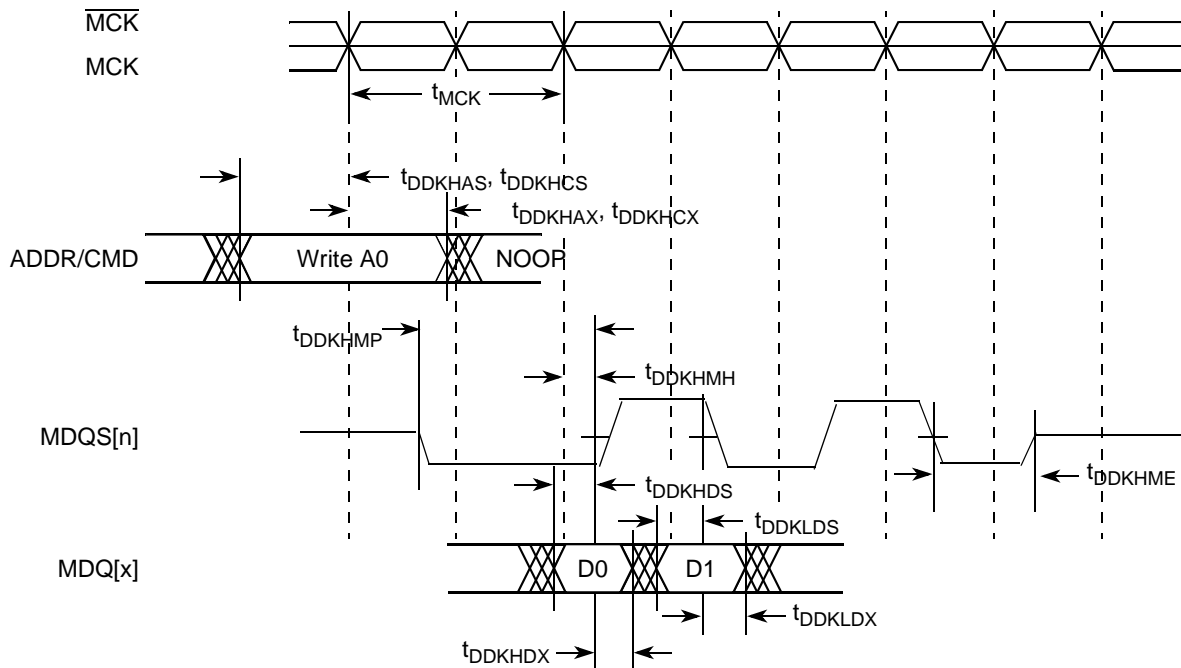 MCK
MCK
tMCK
tDDKHAS, tDDKHCS
tDDKHAX, tDDKHCX
ADDR/CMD
Write A0
NOOP
tDDKHMP
tDDKHMH
MDQS[n]
tDDKHDS
tDDKHME
tDDKLDS
MDQ[x]
D0
D1
tDDKLDX
tDDKHDX